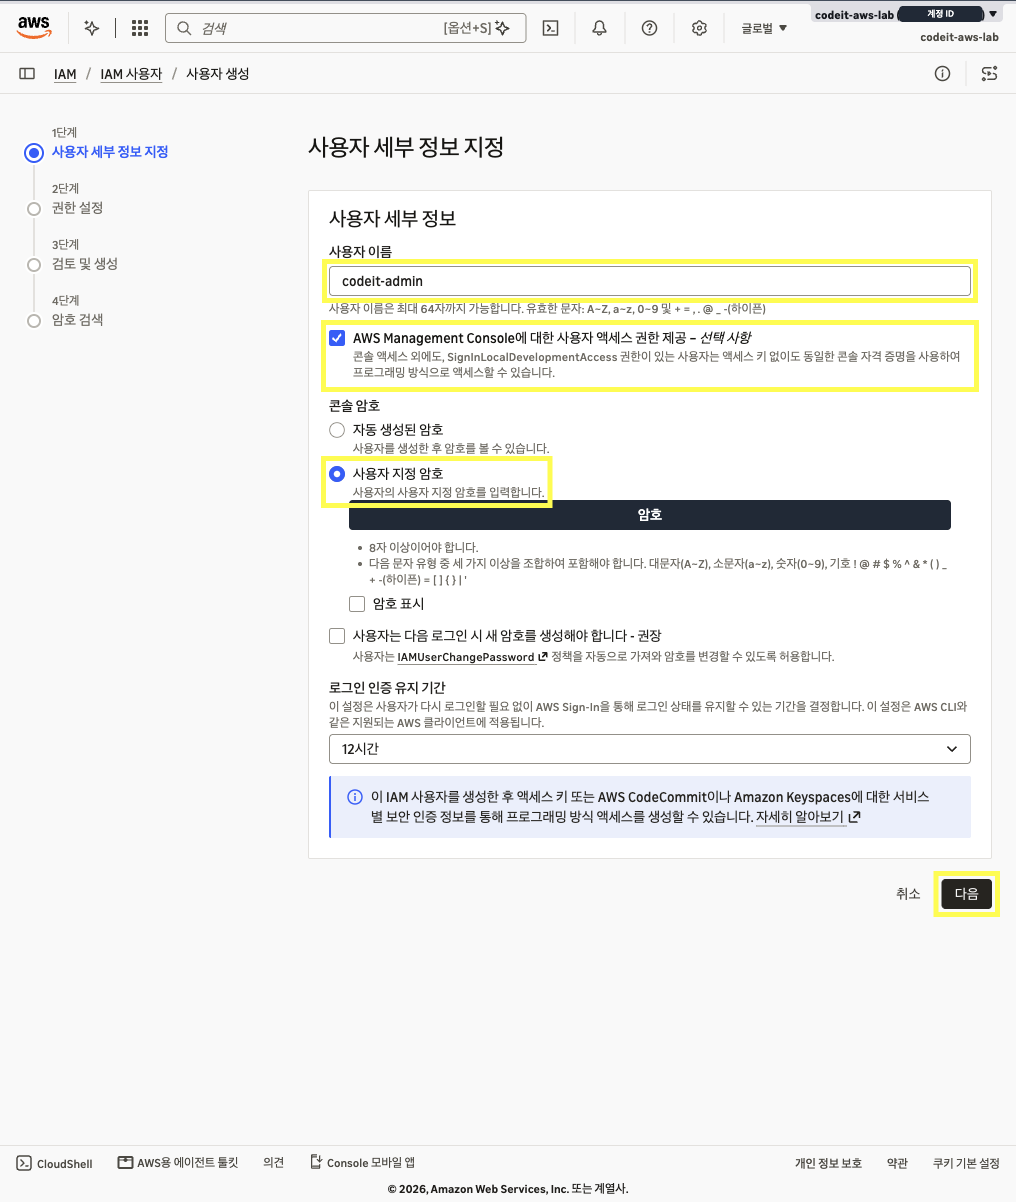 aws
검색
[옵션+S]
글로벌 ▼
codeit-aws-lab
계정 ID
codeit-aws-lab
IAM / IAM 사용자 / 사용자 생성
1단계
사용자 세부 정보 지정
2단계
권한 설정
3단계
검토 및 생성
4단계
암호 검색
사용자 세부 정보 지정
사용자 세부 정보
사용자 이름
codeit-admin
사용자 이름은 최대 64자까지 가능합니다. 유효한 문자: A~Z, a~z, 0~9 및 + = , . @ _ -(하이픈)
AWS Management Console에 대한 사용자 액세스 권한 제공 – 선택 사항
콘솔 액세스 외에도, SignInLocalDevelopmentAccess 권한이 있는 사용자는 액세스 키 없이도 동일한 콘솔 자격 증명을 사용하여
프로그래밍 방식으로 액세스할 수 있습니다.
콘솔 암호
자동 생성된 암호
사용자를 생성한 후 암호를 볼 수 있습니다.
사용자 지정 암호
사용자의 사용자 지정 암호를 입력합니다.
암호
• 8자 이상이어야 합니다.
• 다음 문자 유형 중 세 가지 이상을 조합하여 포함해야 합니다. 대문자(A~Z), 소문자(a~z), 숫자(0~9), 기호 ! @ # $ % ^ & * ( ) _
+ -(하이픈) = [ ] { } | '
암호 표시
사용자는 다음 로그인 시 새 암호를 생성해야 합니다 - 권장
사용자는 IAMUserChangePassword 정책을 자동으로 가져와 암호를 변경할 수 있도록 허용합니다.
로그인 인증 유지 기간
이 설정은 사용자가 다시 로그인할 필요 없이 AWS Sign-In을 통해 로그인 상태를 유지할 수 있는 기간을 결정합니다. 이 설정은 AWS CLI와
같은 지원되는 AWS 클라이언트에 적용됩니다.
12시간
이 IAM 사용자를 생성한 후 액세스 키 또는 AWS CodeCommit이나 Amazon Keyspaces에 대한 서비스
별 보안 인증 정보를 통해 프로그래밍 방식 액세스를 생성할 수 있습니다. 자세히 알아보기
취소
다음
CloudShell
AWS용 에이전트 툴킷
의견
Console 모바일 앱
개인 정보 보호
약관
쿠키 기본 설정
© 2026, Amazon Web Services, Inc. 또는 계열사.